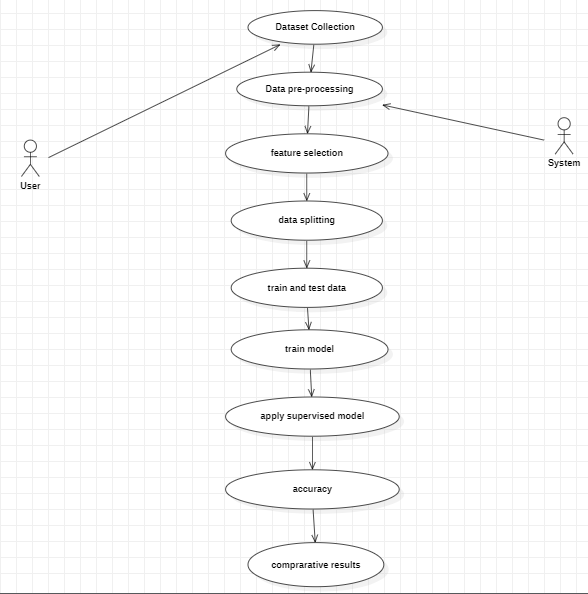 Dataset Collection
Data pre-processing
feature selection
System
User
data splitting
train and test data
train model
apply supervised model
accuracy
comprarative results